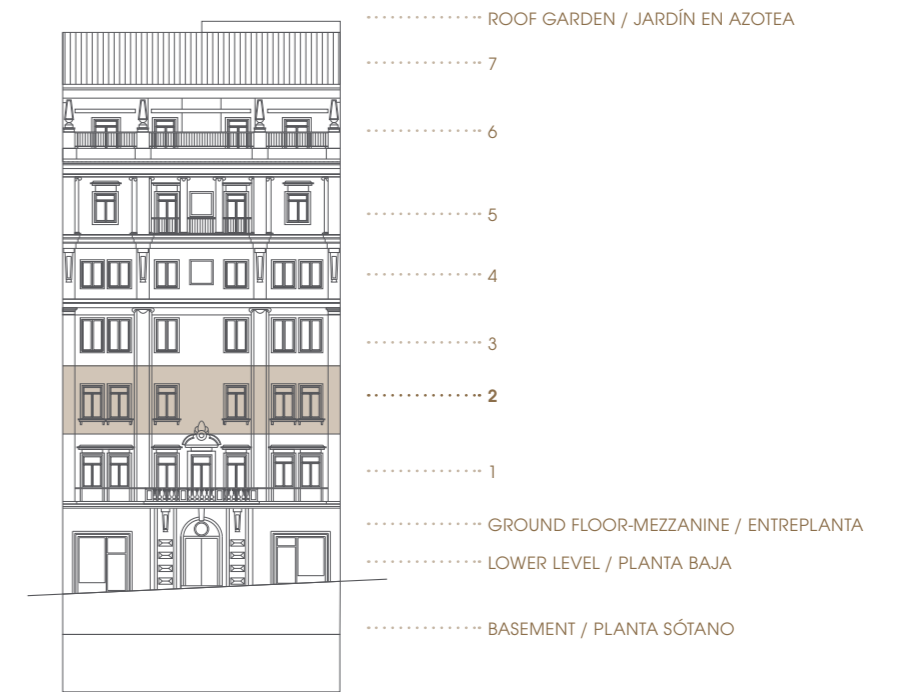 ROOF GARDEN / JARDÍN EN AZOTEA
7
6
5
4
3
2
1
GROUND FLOOR-MEZZANINE / ENTREPLANTA
LOWER LEVEL / PLANTA BAJA
BASEMENT / PLANTA SÓTANO